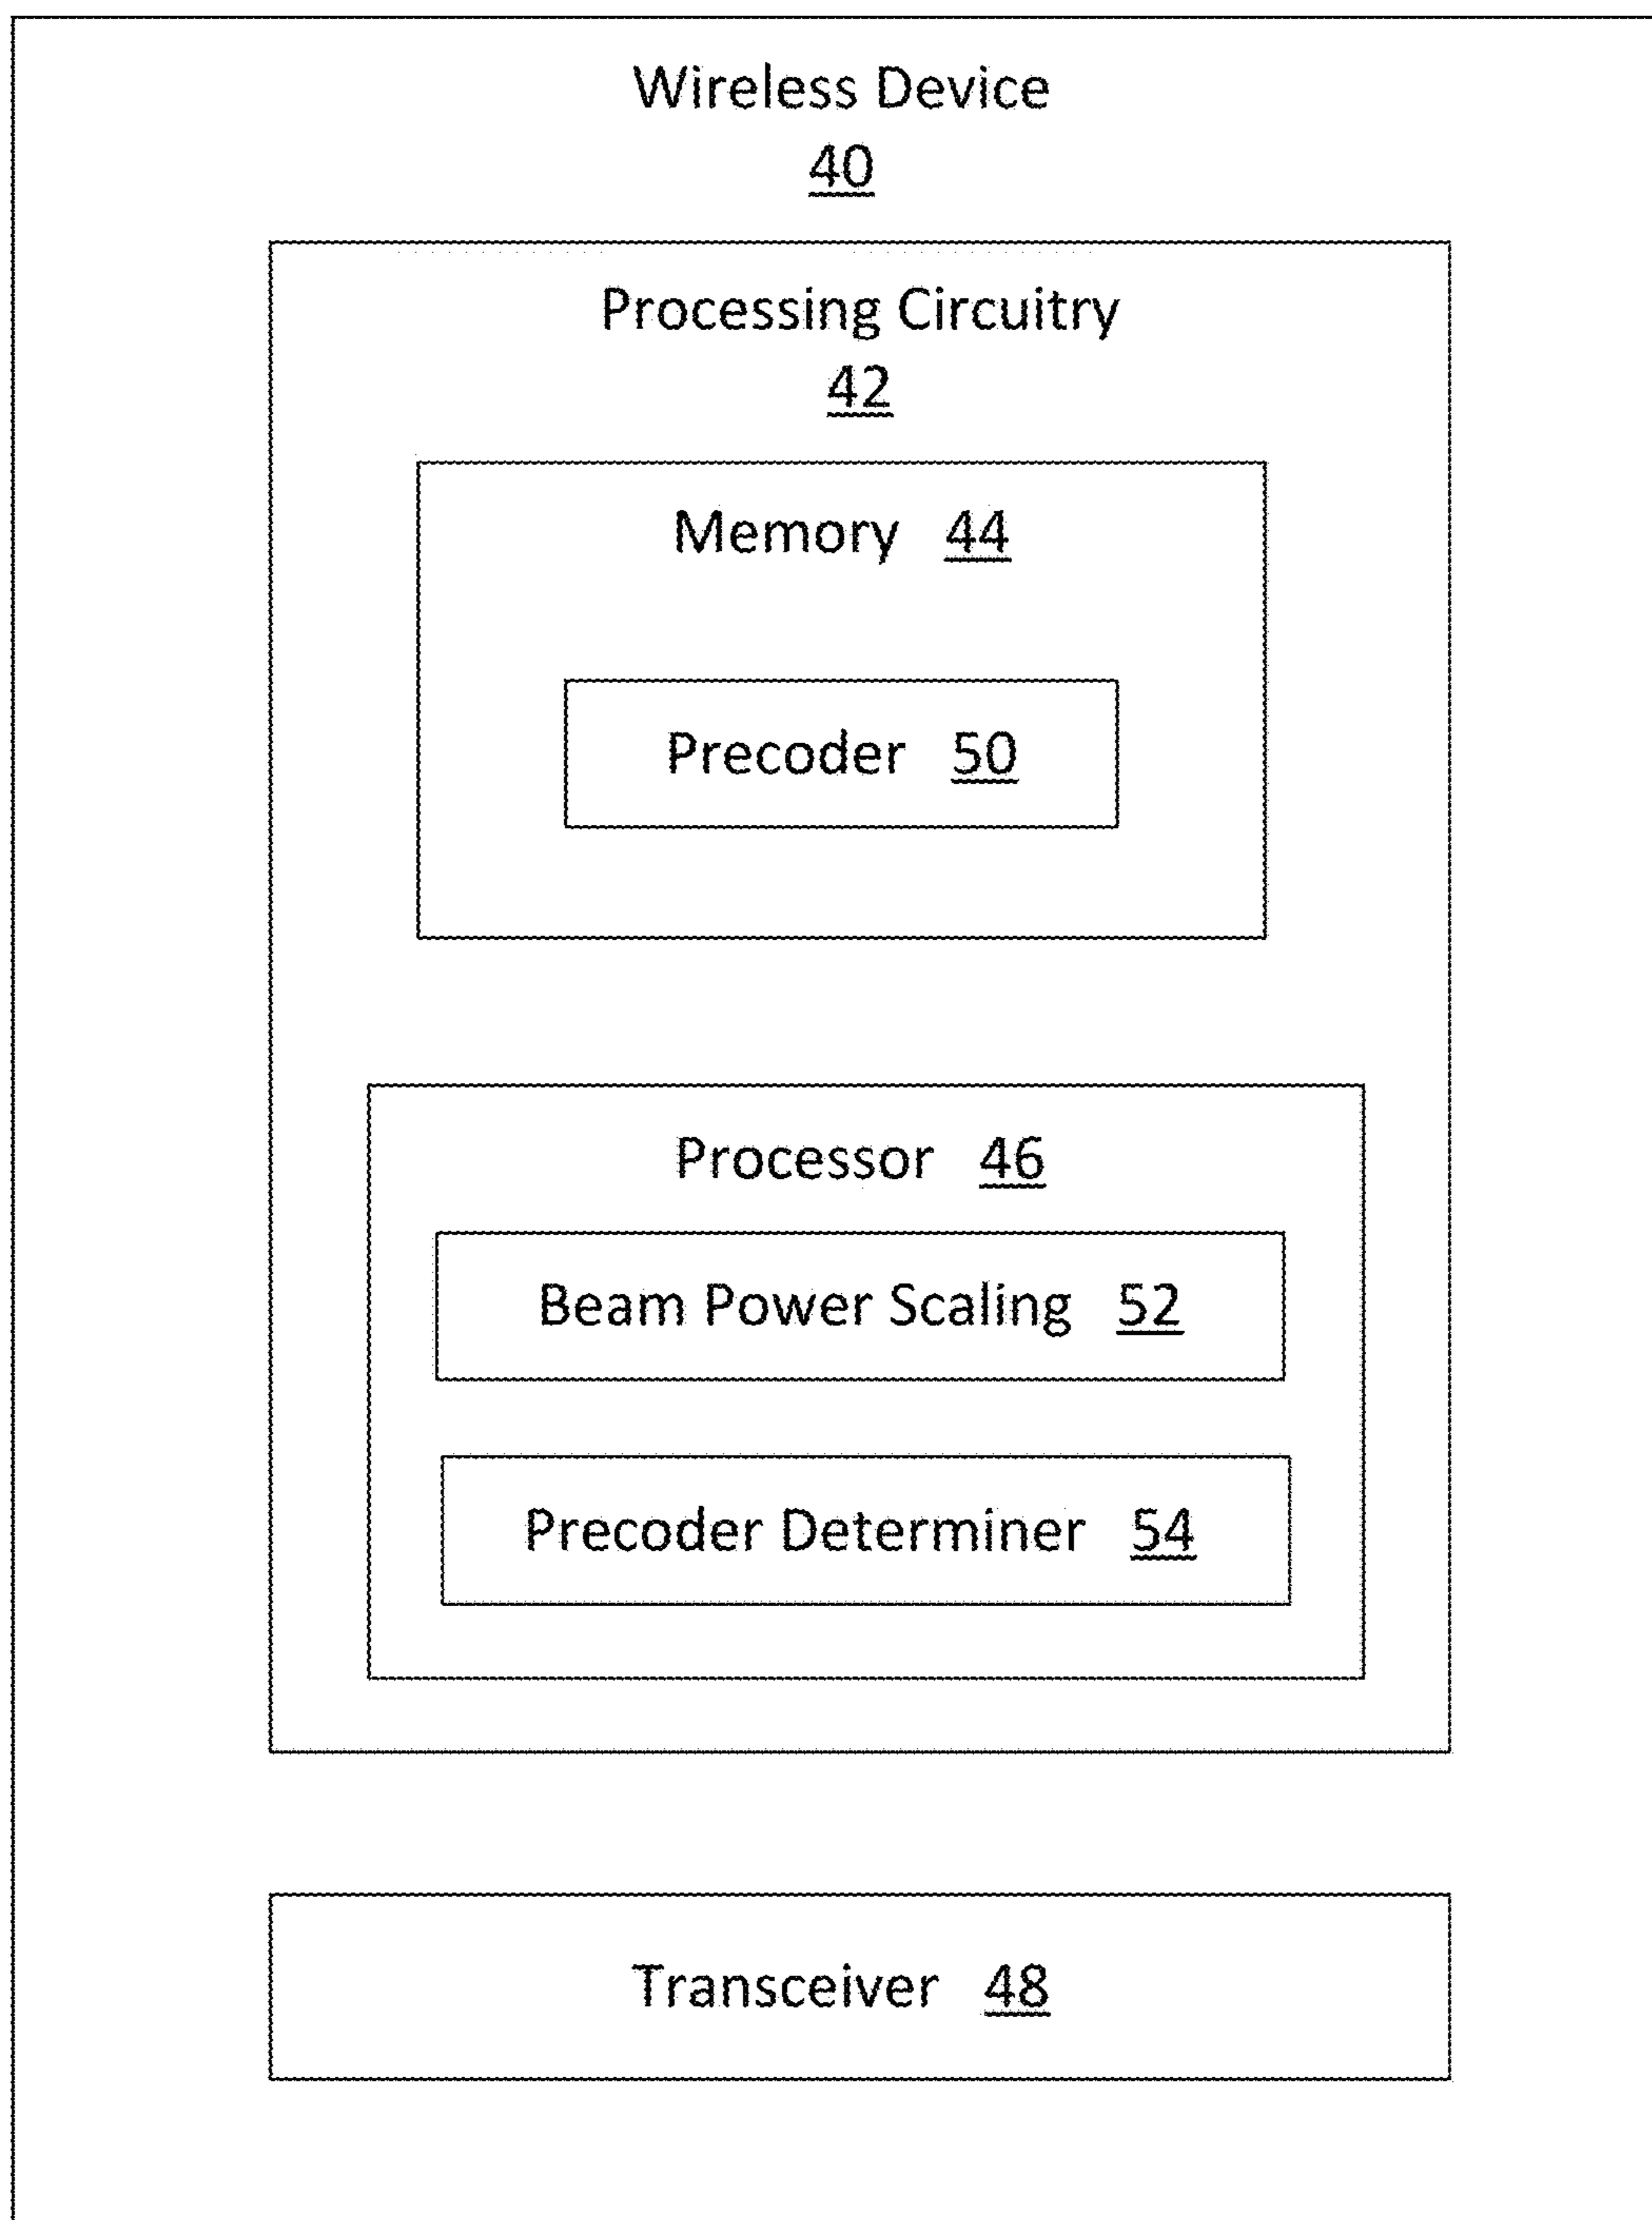 Wireless Device
40
Processing Circuitry
42
Memory 44
Precoder 50
Processor 46
Beam Power Scaling 52
Precoder Determiner 54
Transceiver 48